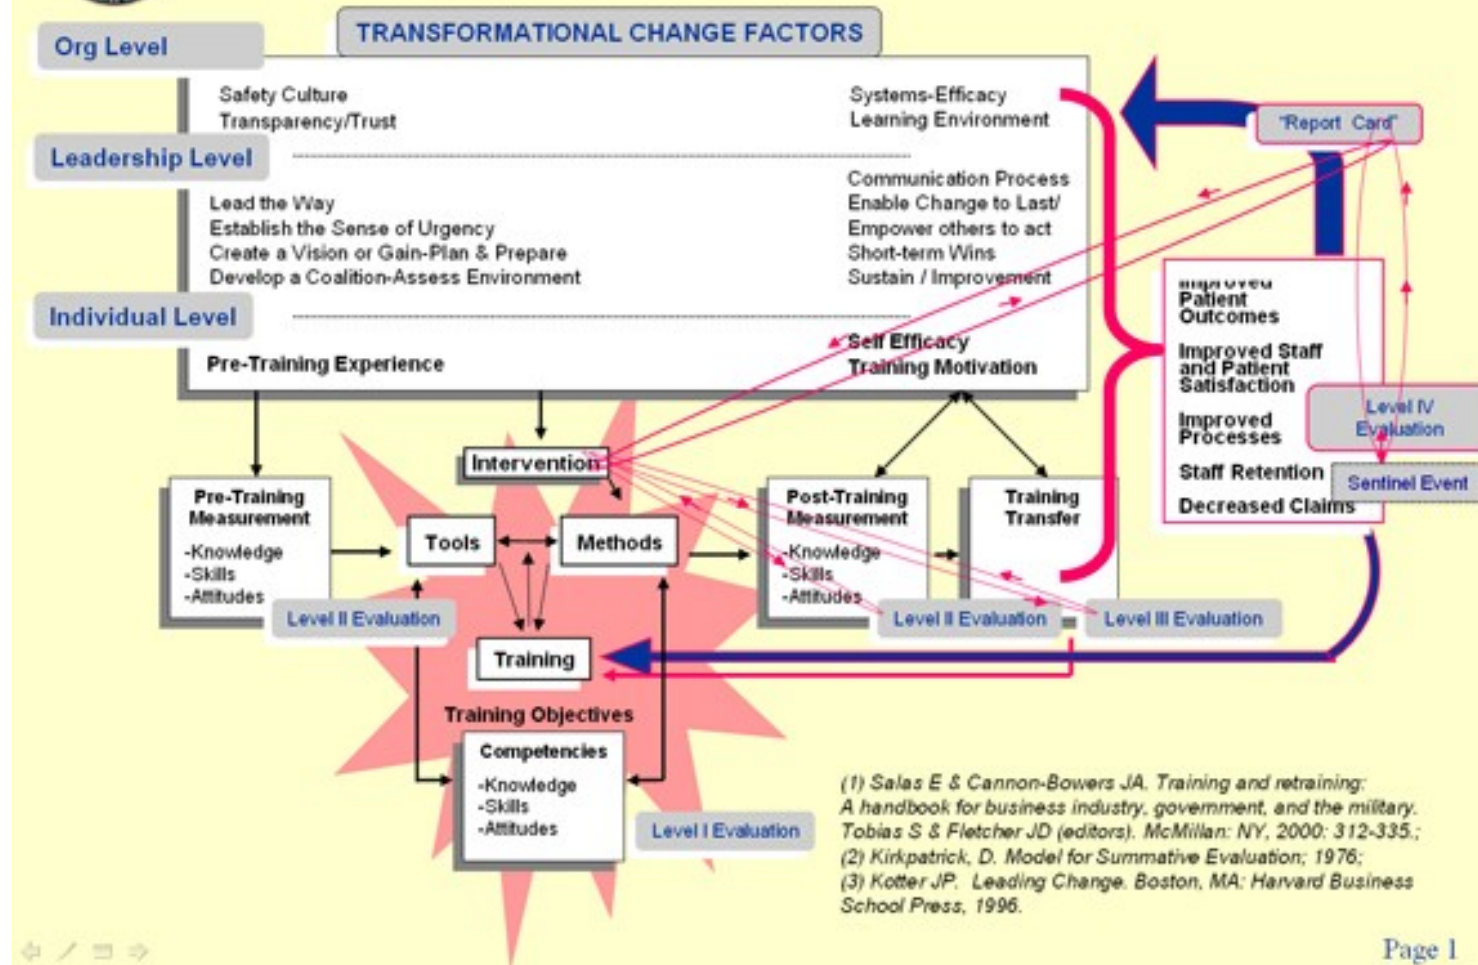 TRANSFORMATIONAL CHANGE FACTORS
Org Level
Safety Culture
Transparency/Trust
Systems-Efficacy
Learning Environment
"Report Card"
Leadership Level
Lead the Way
Establish the Sense of Urgency
Create a Vision or Gain-Plan & Prepare
Develop a Coalition-Assess Environment
Communication Process
Enable Change to Last/
Empower others to act
Short-term Wins
Sustain / Improvement
Individual Level
Pre-Training Experience
Self Efficacy
Training Motivation
Improved
Patient
Outcomes
Improved Staff
and Patient
Satisfaction
Improved
Processes
Staff Retention
Decreased Claims
Level IV
Evaluation
Sentinel Event
Intervention
Pre-Training
Measurement
-Knowledge
-Skills
-Attitudes
Level II Evaluation
Tools
Methods
Training
Post-Training
Measurement
-Knowledge
-Skills
-Attitudes
Level II Evaluation
Training
Transfer
Level III Evaluation
Training Objectives
Competencies
-Knowledge
-Skills
-Attitudes
Level I Evaluation
(1) Salas E & Cannon-Bowers JA. Training and retraining:
A handbook for business industry, government, and the military.
Tobias S & Fletcher JD (editors). McMillan: NY, 2000: 312-335.;
(2) Kirkpatrick, D. Model for Summative Evaluation; 1976;
(3) Kotter JP. Leading Change. Boston, MA: Harvard Business
School Press, 1996.
Page 1